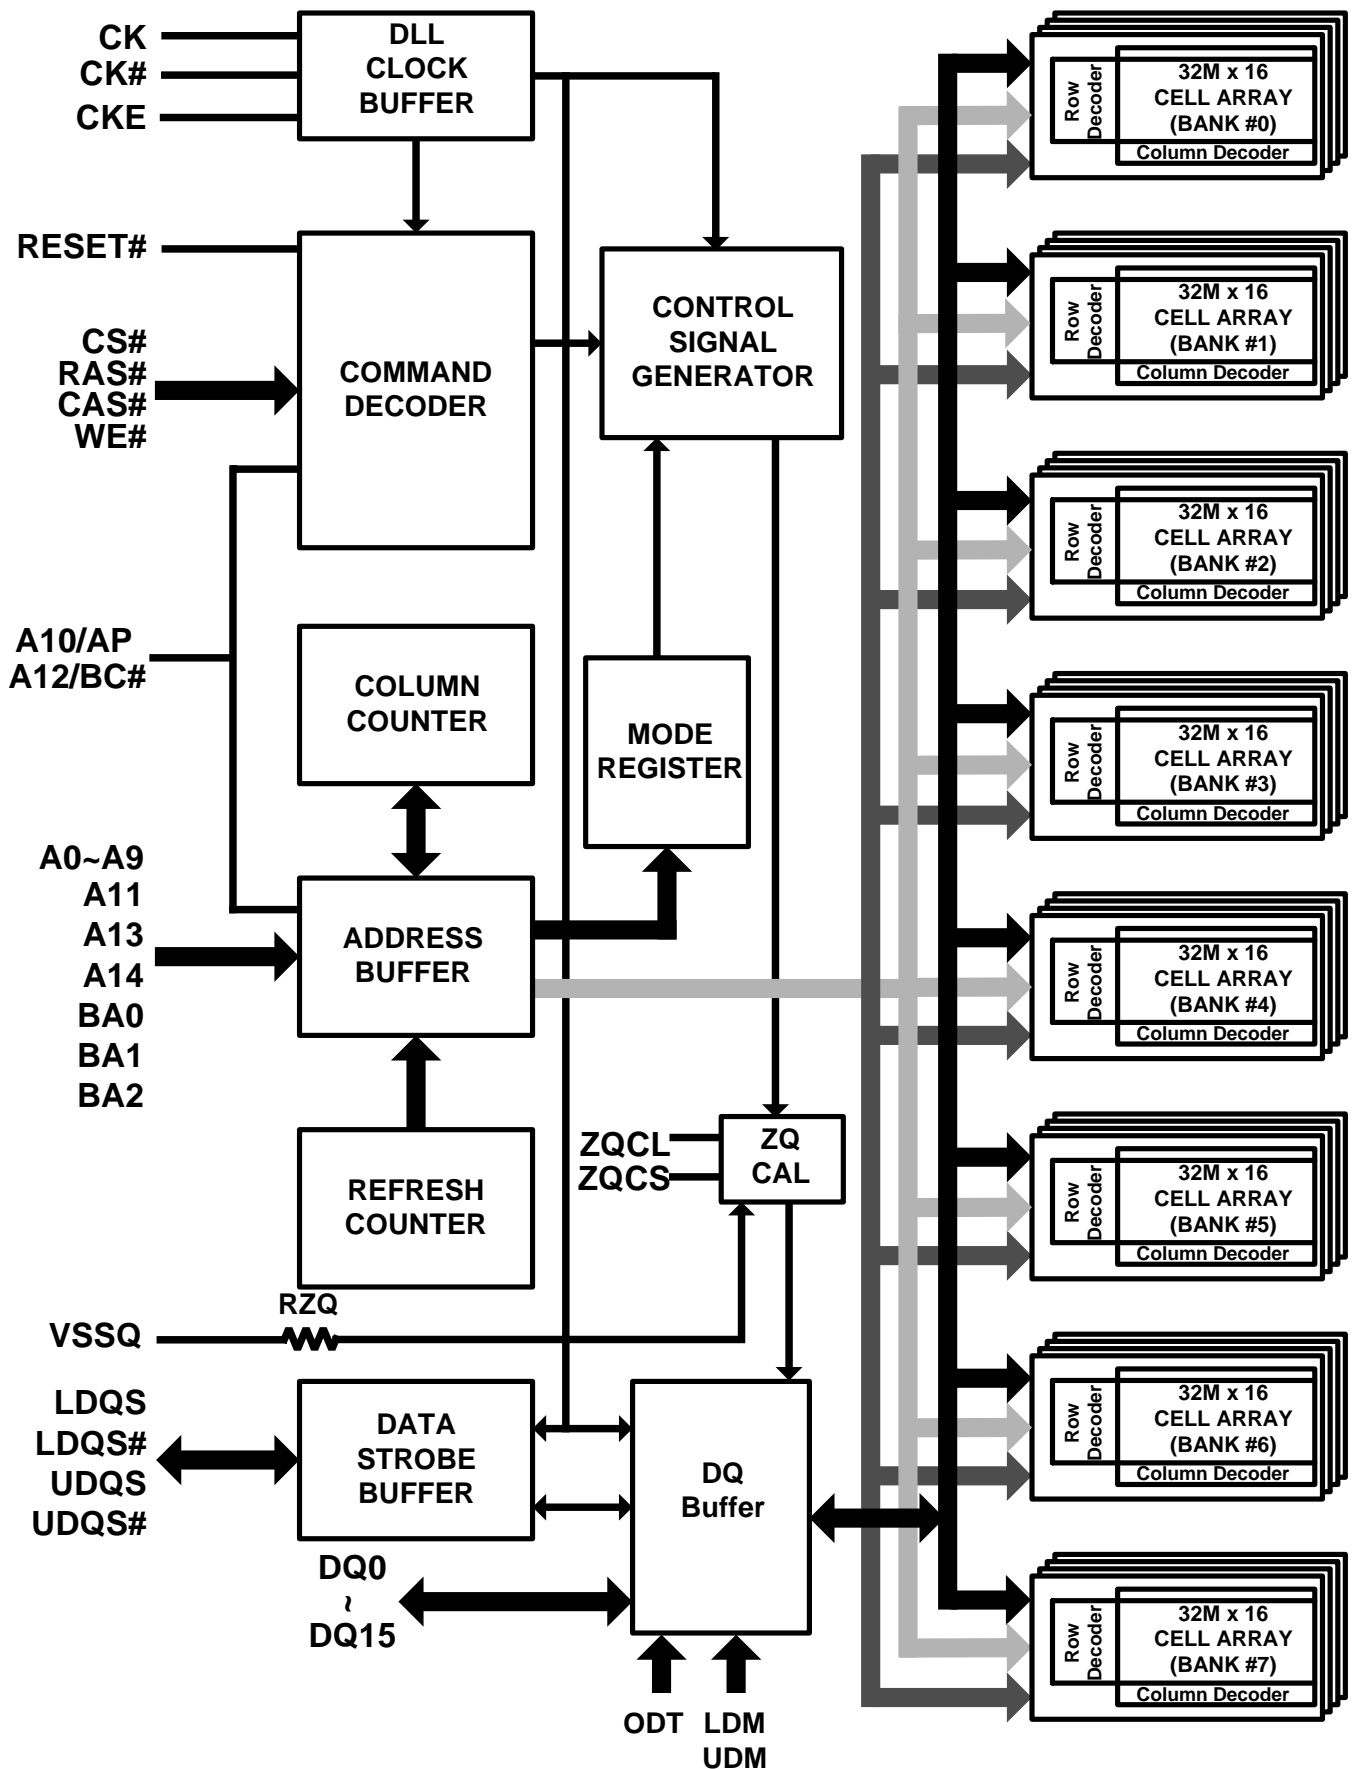 CK
CK#
CKE
DLL
CLOCK
BUFFER
RESET#
CS#
RAS#
CAS#
WE#
COMMAND
DECODER
CONTROL
SIGNAL
GENERATOR
A10/AP
A12/BC#
COLUMN
COUNTER
MODE
REGISTER
A0~A9
A11
A13
A14
BA0
BA1
BA2
ADDRESS
BUFFER
REFRESH
COUNTER
ZQCL
ZQCS
ZQ
CAL
RZQ
VSSQ
LDQS
LDQS#
UDQS
UDQS#
DATA
STROBE
BUFFER
DQ
Buffer
DQ0
~
DQ15
ODT
LDM
UDM
Row
Decoder
32M x 16
CELL ARRAY
(BANK #0)
Column Decoder
Row
Decoder
32M x 16
CELL ARRAY
(BANK #1)
Column Decoder
Row
Decoder
32M x 16
CELL ARRAY
(BANK #2)
Column Decoder
Row
Decoder
32M x 16
CELL ARRAY
(BANK #3)
Column Decoder
Row
Decoder
32M x 16
CELL ARRAY
(BANK #4)
Column Decoder
Row
Decoder
32M x 16
CELL ARRAY
(BANK #5)
Column Decoder
Row
Decoder
32M x 16
CELL ARRAY
(BANK #6)
Column Decoder
Row
Decoder
32M x 16
CELL ARRAY
(BANK #7)
Column Decoder